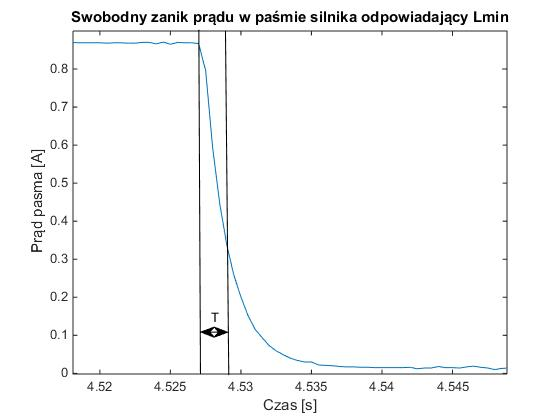 Swobodny zanik prądu w paśmie silnika odpowiadający Lmin
0.8
0.7
0.6
0.5
0.4
0.3
0.2
0.1
0
Prąd pasma [A]
T
4.52 4.525 4.53 4.535 4.54 4.545
Czas [s]